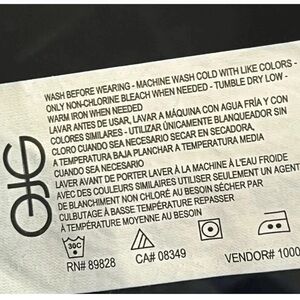 WASH BEFORE WEARING - MACHINE WASH COLD WITH LIKE COLORS -
ONLY NON-CHLORINE BLEACH WHEN NEEDED - TUMBLE DRY LOW -
WARM IRON WHEN NEEDED
LAVAR ANTES DE USAR, LAVAR A MÁQUINA CON AGUA FRÍA Y CON
COLORES SIMILARES - UTILIZAR ÚNICAMENTE BLANQUEADOR SIN
CLORO CUANDO SEA NECESARIO SECAR EN SECADORA,
A TEMPERATURA BAJA PLANCHAR A TEMPERATURA MEDIA
CUANDO SEA NECESARIO
LAVER AVANT DE PORTER LAVER À LA MACHINE À L'EAU FROIDE
AVEC DES COULEURS SIMILAIRES UTILISER SEULEMENT UN AGENT
DE BLANCHIMENT NON CHLORÉ AU BESOIN SÉCHER PAR
CULBUTAGE À BASSE TEMPÉRATURE REPASSER
À TEMPÉRATURE MOYENNE AU BESOIN
30C
RN# 89828 CA# 08349 VENDOR# 1000